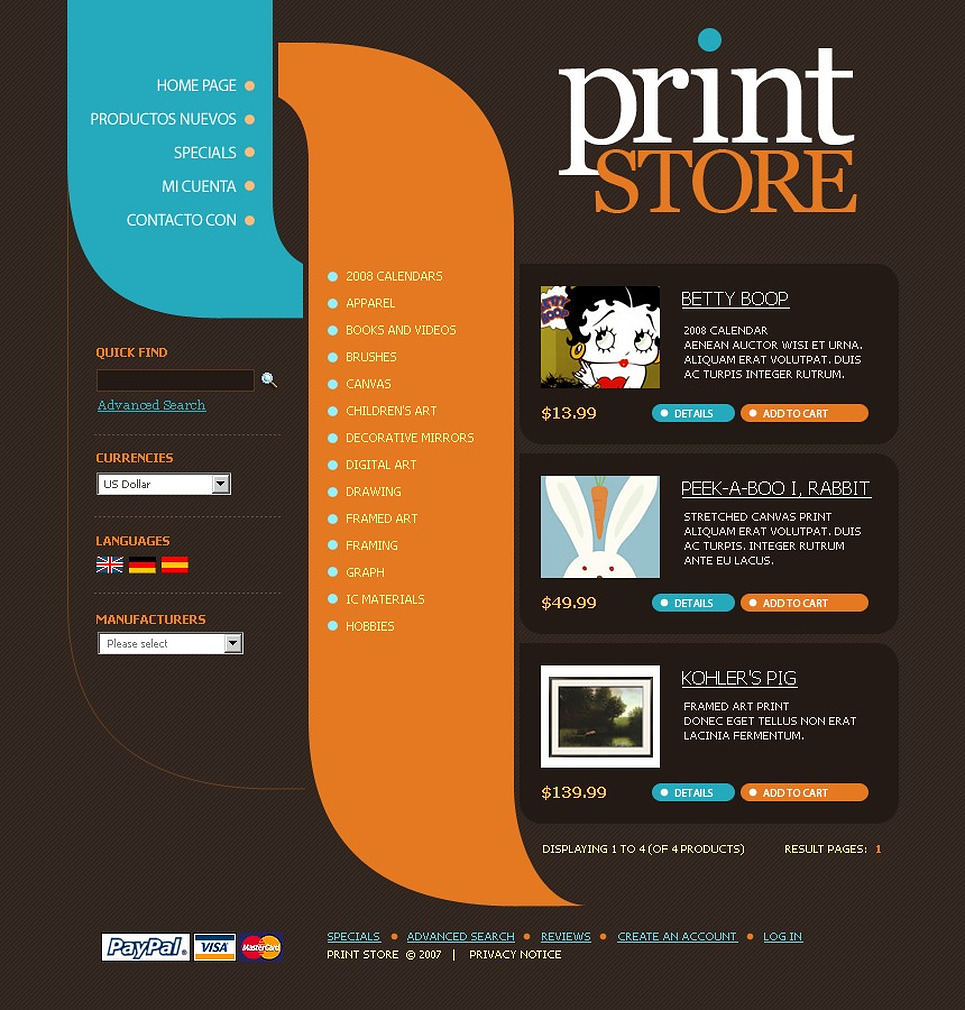 HOME PAGE
PRODUCTOS NUEVOS
SPECIALS
MI CUENTA
CONTACTO CON
print
STORE
QUICK FIND
Advanced Search
CURRENCIES
US Dollar
LANGUAGES
MANUFACTURERS
Please select
2008 CALENDARS
APPAREL
BOOKS AND VIDEOS
BRUSHES
CANVAS
CHILDREN'S ART
DECORATIVE MIRRORS
DIGITAL ART
DRAWING
FRAMED ART
FRAMING
GRAPH
IC MATERIALS
HOBBIES
BETTY BOOP
BETTY BOOP
2008 CALENDAR
AENEAN AUCTOR WISI ET URNA.
ALIQUAM ERAT VOLUTPAT. DUIS
AC TURPIS INTEGER RUTRUM.
$13.99 DETAILS ADD TO CART
PEEK-A-BOO I, RABBIT
STRETCHED CANVAS PRINT
ALIQUAM ERAT VOLUTPAT. DUIS
AC TURPIS. INTEGER RUTRUM
ANTE EU LACUS.
$49.99 DETAILS ADD TO CART
KOHLER'S PIG
FRAMED ART PRINT
DONEC EGET TELLUS NON ERAT
LACINIA FERMENTUM.
$139.99 DETAILS ADD TO CART
DISPLAYING 1 TO 4 (OF 4 PRODUCTS) RESULT PAGES: 1
PayPal® VISA MasterCard
SPECIALS ADVANCED SEARCH REVIEWS CREATE AN ACCOUNT LOG IN
PRINT STORE © 2007 | PRIVACY NOTICE